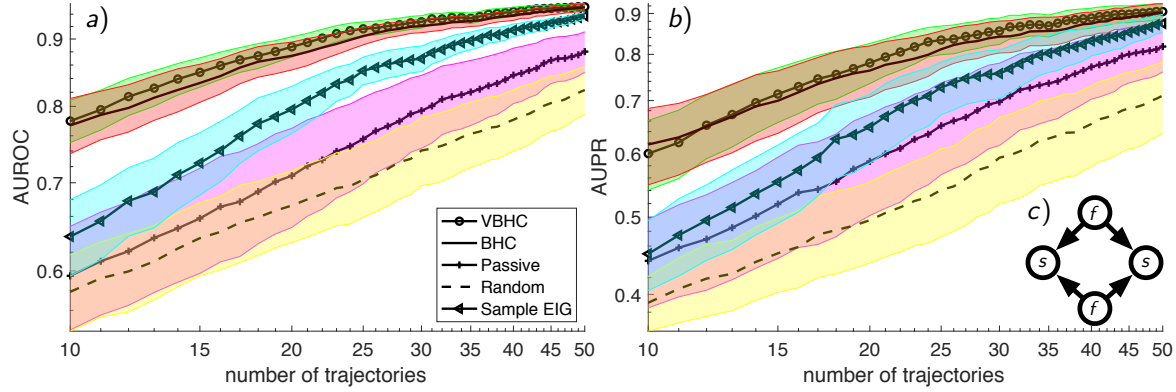 a)
AUROC
0.9
0.8
0.7
0.6
10 15 20 25 30 35 40 45 50
number of trajectories
VBHC
BHC
Passive
Random
Sample EIG
b)
AUPR
0.9
0.8
0.7
0.6
0.5
0.4
10 15 20 25 30 35 40 45 50
number of trajectories
c)
f
s s
f